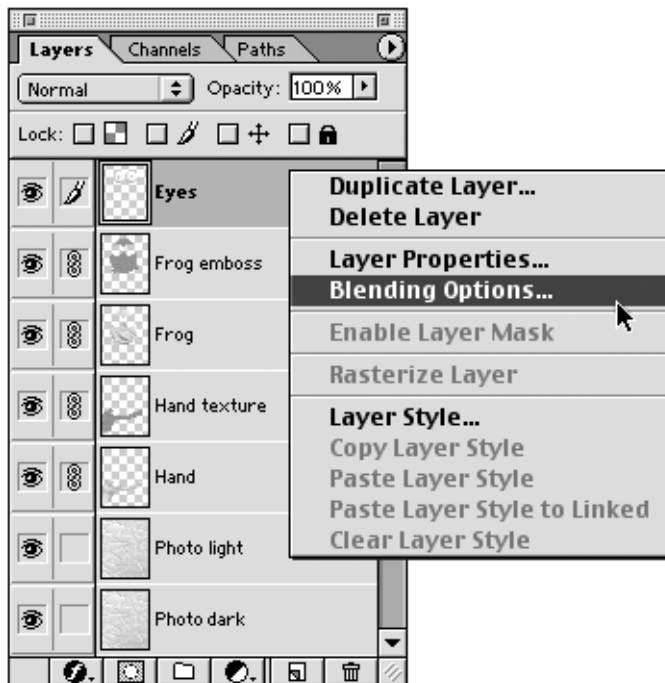 Layers Channels Paths
Normal Opacity: 100%
Lock:
Eyes
Frog emboss
Frog
Hand texture
Hand
Photo light
Photo dark
Duplicate Layer...
Delete Layer
Layer Properties...
Blending Options...
Enable Layer Mask
Rasterize Layer
Layer Style...
Copy Layer Style
Paste Layer Style
Paste Layer Style to Linked
Clear Layer Style